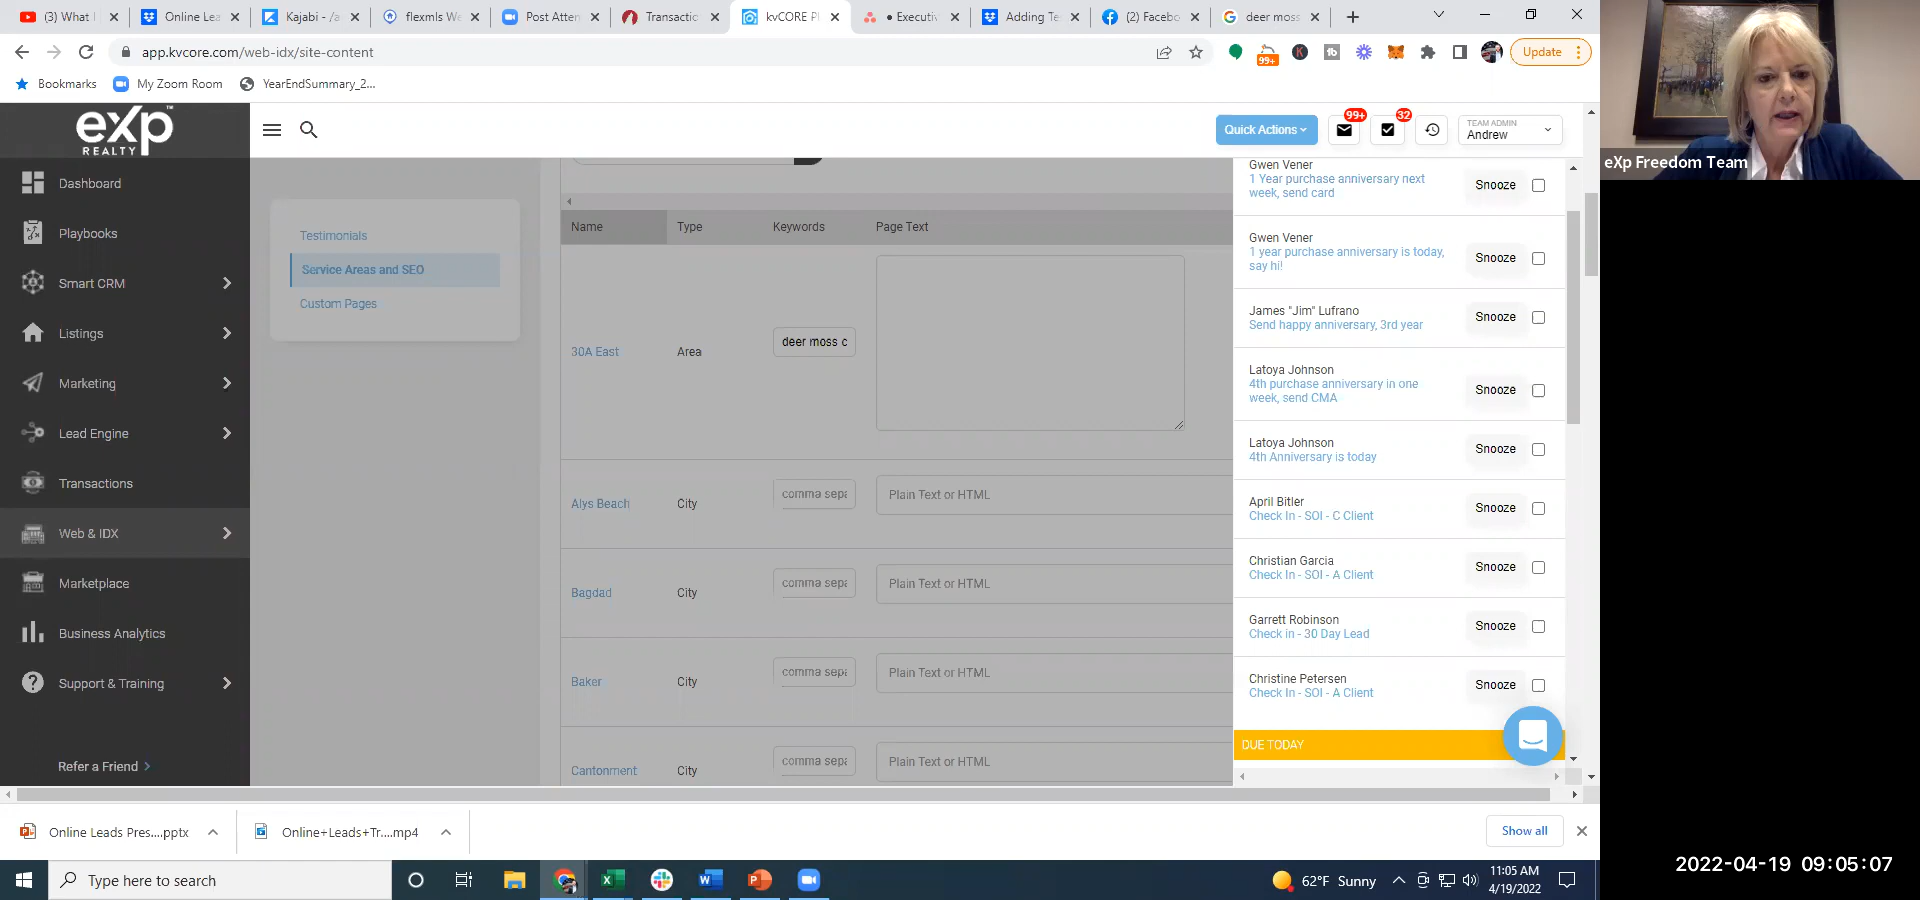 (3) What I
Online Lea
Kajabi - /a
flexmls We
Post Atten
Transactio
kvCORE Pl
• Executiv
Adding Te
(2) Facebo
deer moss
app.kvcore.com/web-idx/site-content
99+
Update
Bookmarks
My Zoom Room
YearEndSummary_2...
eXp
REALTY
Dashboard
Playbooks
Smart CRM
Listings
Marketing
Lead Engine
Transactions
Web & IDX
Marketplace
Business Analytics
Support & Training
Refer a Friend
Quick Actions
99+
32
TEAM ADMIN
Andrew
Testimonials
Service Areas and SEO
Custom Pages
Name Type Keywords Page Text
30A East Area deer moss c
Alys Beach City comma sepa Plain Text or HTML
Bagdad City comma sepa Plain Text or HTML
Baker City comma sepa Plain Text or HTML
Cantonment City comma sepa Plain Text or HTML
Gwen Vener
1 Year purchase anniversary next
week, send card
Snooze
Gwen Vener
1 year purchase anniversary is today,
say hi!
Snooze
James "Jim" Lufrano
Send happy anniversary, 3rd year
Snooze
Latoya Johnson
4th purchase anniversary in one
week, send CMA
Snooze
Latoya Johnson
4th Anniversary is today
Snooze
April Bitler
Check In - SOI - C Client
Snooze
Christian Garcia
Check In - SOI - A Client
Snooze
Garrett Robinson
Check in - 30 Day Lead
Snooze
Christine Petersen
Check In - SOI - A Client
Snooze
DUE TODAY
eXp Freedom Team
Online Leads Pres....pptx
Online+Leads+Tr....mp4
Show all
Type here to search
62°F Sunny
11:05 AM
4/19/2022
2022-04-19 09:05:07